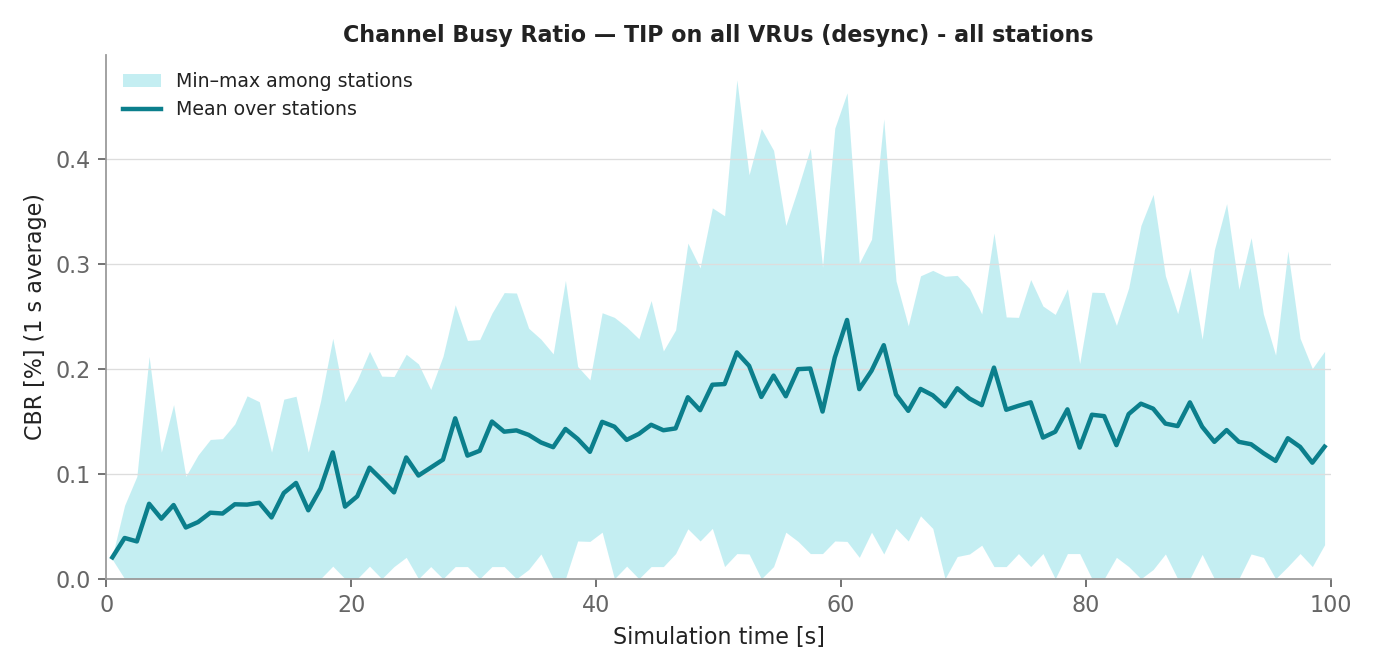 Channel Busy Ratio — TIP on all VRUs (desync) - all stations
Min–max among stations
Mean over stations
CBR [%] (1 s average)
0.4
0.3
0.2
0.1
0.0
0 20 40 60 80 100
Simulation time [s]